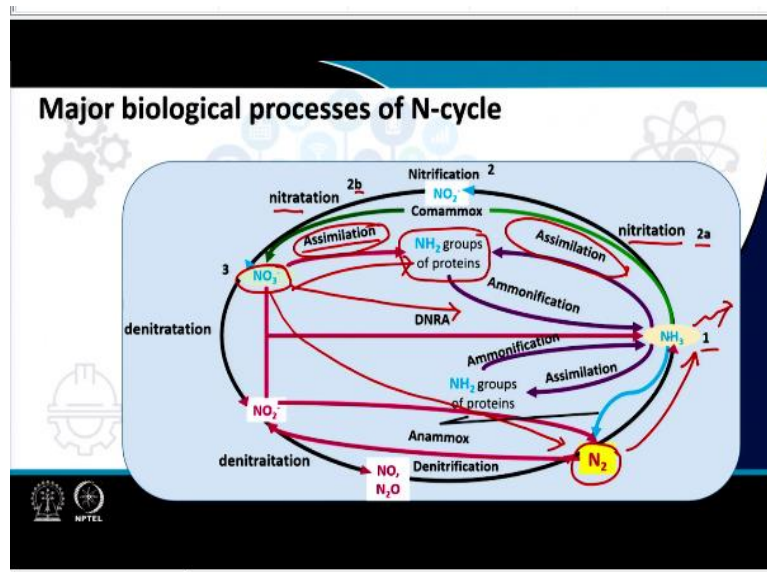 Major biological processes of N-cycle
Nitrification 2
NO₂⁻
2b
nitratation
Comammox
nitritation 2a
Assimilation
NH₂ groups
of proteins
Assimilation
3
NO₃⁻
Ammonification
DNRA
denitratation
NH₃ 1
Ammonification
Assimilation
NH₂ groups
of proteins
NO₂⁻
Anammox
denitraitation
Denitrification
N₂
NO,
N₂O
NPTEL